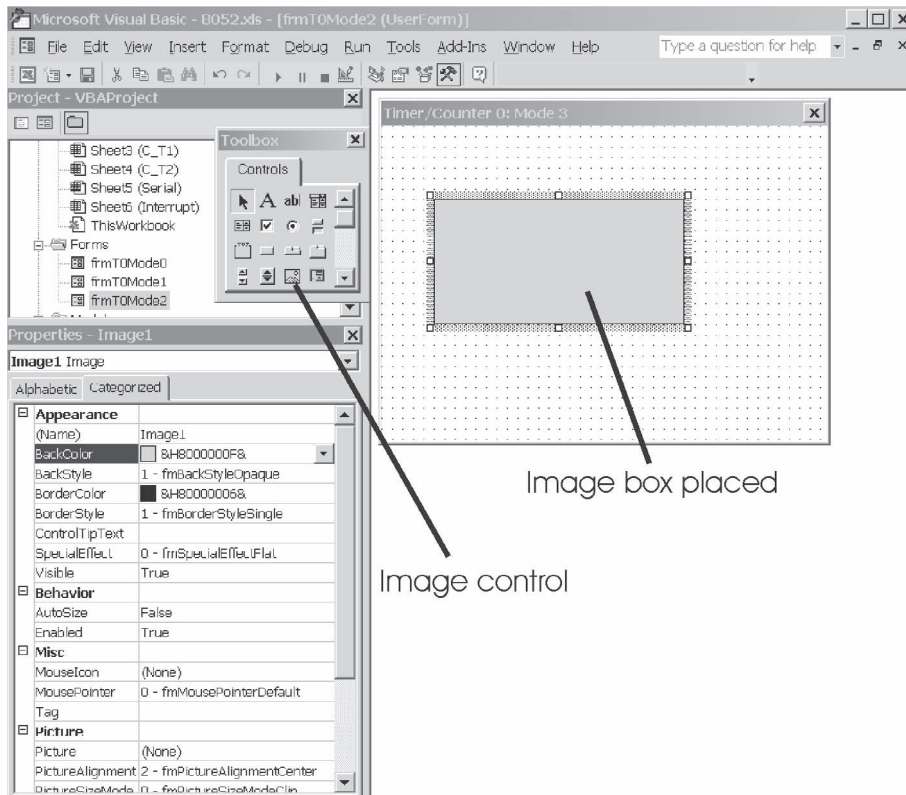 Microsoft Visual Basic - 8052.xls - [frmT0Mode2 (UserForm)]
File Edit View Insert Format Debug Run Tools Add-Ins Window Help Type a question for help
Project - VBAProject
Sheet3 (C_T1)
Sheet4 (C_T2)
Sheet5 (Serial)
Sheet6 (Interrupt)
ThisWorkbook
Forms
frmT0Mode0
frmT0Mode1
frmT0Mode2
Toolbox
Controls
A abl
Timer/Counter 0: Mode 3
Properties - Image1
Image1 Image
Alphabetic Categorized
Appearance
(Name) Image1
BackColor &H8000000F&
BackStyle 1 - fmBackStyleOpaque
BorderColor &H80000006&
BorderStyle 1 - fmBorderStyleSingle
ControlTipText
SpecialEffect 0 - fmSpecialEffectFlat
Visible True
Behavior
AutoSize False
Enabled True
Misc
MouseIcon (None)
MousePointer 0 - fmMousePointerDefault
Tag
Picture
Picture (None)
PictureAlignment 2 - fmPictureAlignmentCenter
PictureSizeMode 0 - fmPictureSizeModeClip
Image box placed
Image control